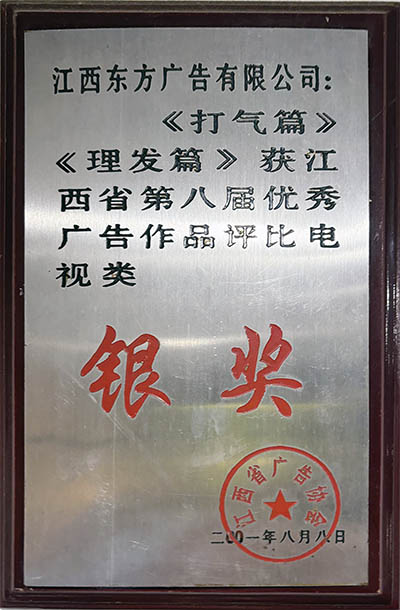 江西东方广告有限公司：
《打气篇》
《理发篇》获江
西省第八届优秀
广告作品评比电
视类
银奖
江西省广告协会
二00一年八月八日